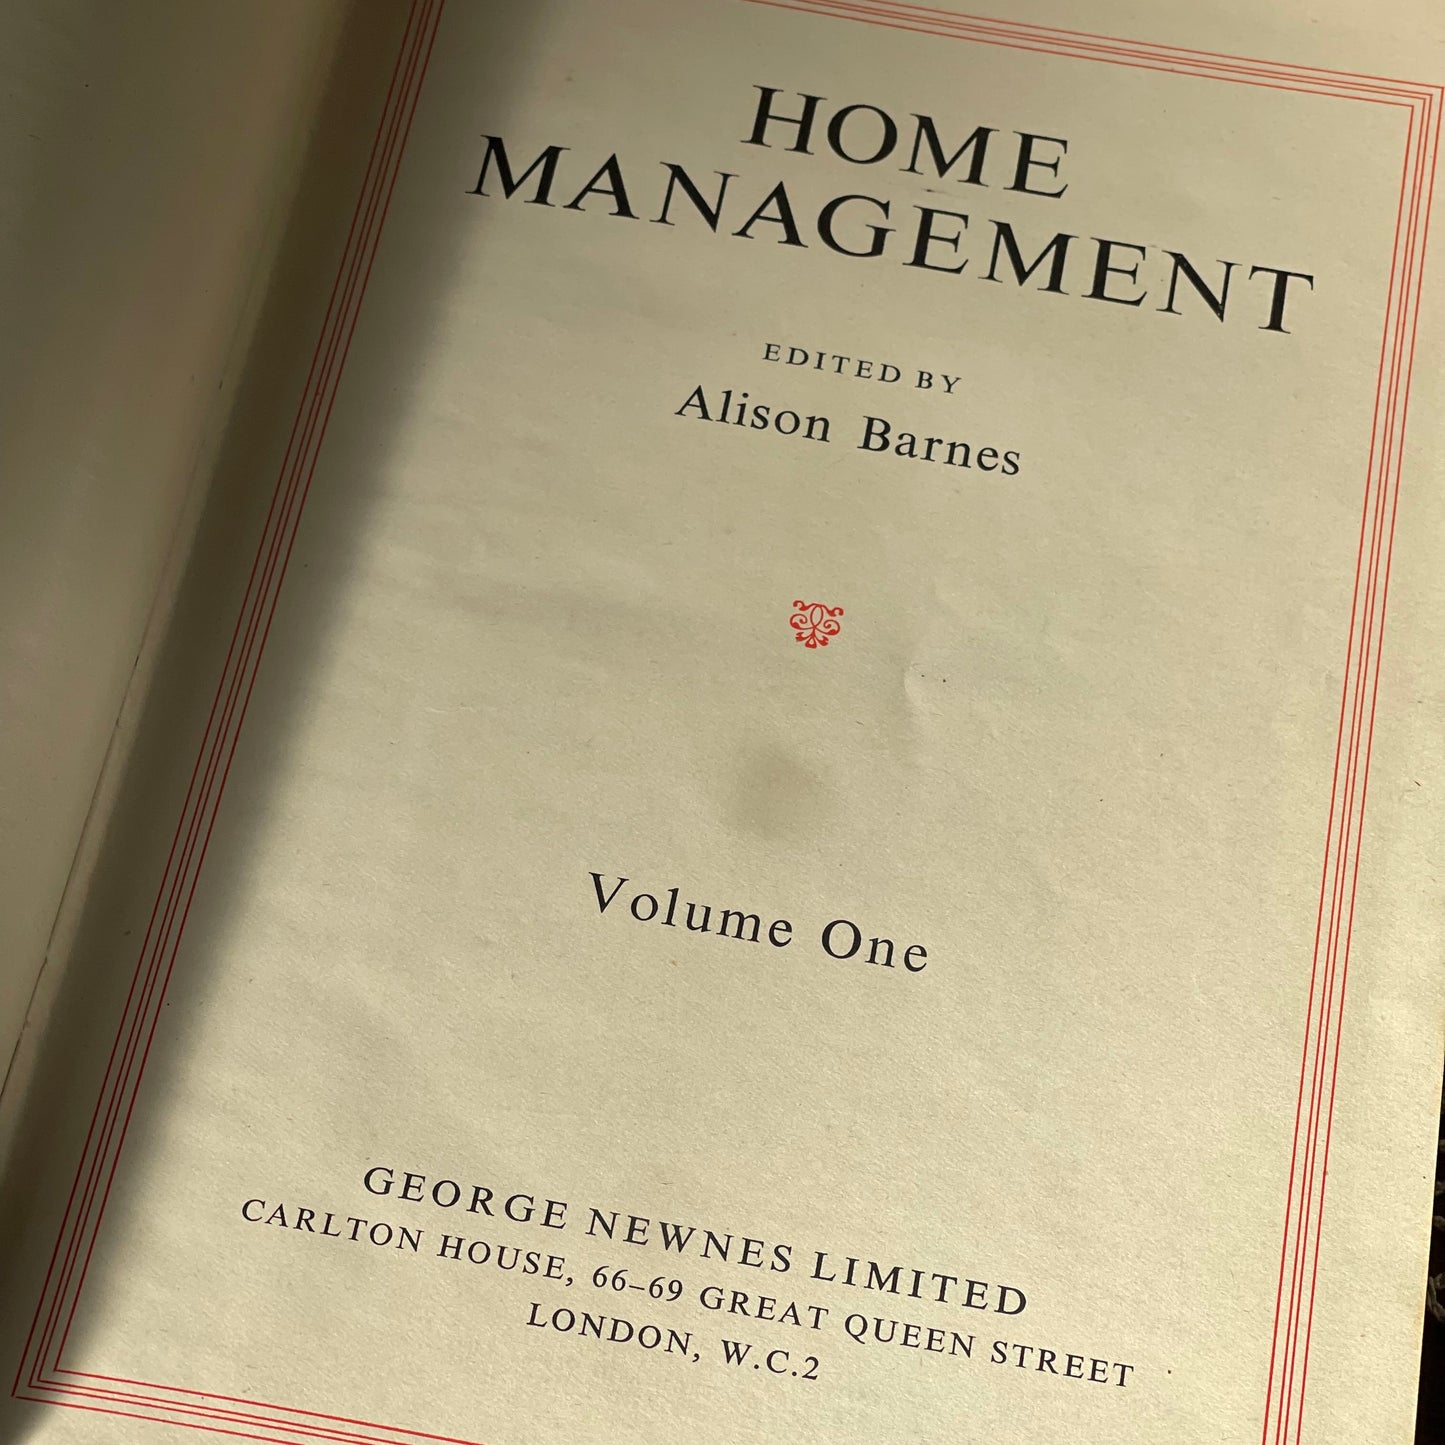 HOME
MANAGEMENT
EDITED BY
Alison Barnes
Volume One
GEORGE NEWNES LIMITED
CARLTON HOUSE, 66–69 GREAT QUEEN STREET
LONDON, W.C.2